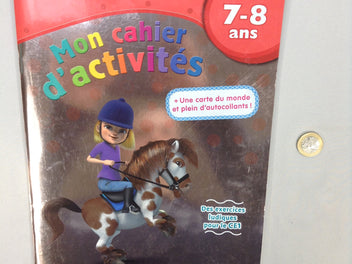 7-8
ans
Mon cahier
d'activités
+ Une carte du monde
et plein d'autocollants !
Des exercices
ludiques
pour le CE1